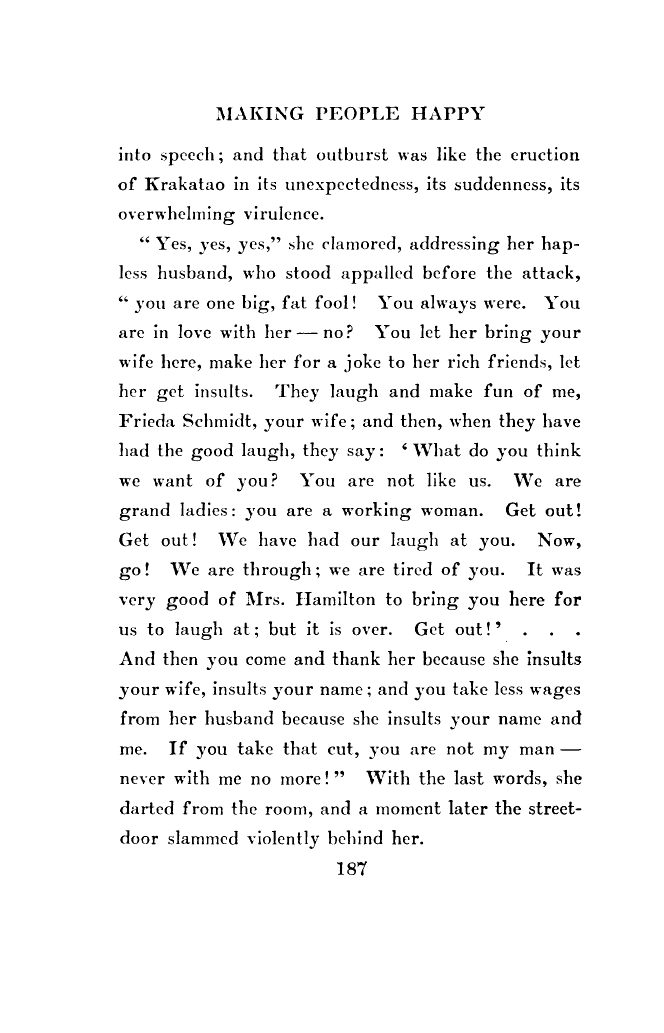 MAKING PEOPLE HAPPY
into speech; and that outburst was like the eruction
of Krakatao in its unexpectedness, its suddenness, its
overwhelming virulence.
“ Yes, yes, yes,” she clamored, addressing her hap-
less husband, who stood appalled before the attack,
“ you are one big, fat fool! You always were. You
are in love with her — no? You let her bring your
wife here, make her for a joke to her rich friends, let
her get insults. They laugh and make fun of me,
Frieda Schmidt, your wife; and then, when they have
had the good laugh, they say: ‘ What do you think
we want of you? You are not like us. We are
grand ladies: you are a working woman. Get out!
Get out! We have had our laugh at you. Now,
go! We are through; we are tired of you. It was
very good of Mrs. Hamilton to bring you here for
us to laugh at; but it is over. Get out!’ . . .
And then you come and thank her because she insults
your wife, insults your name; and you take less wages
from her husband because she insults your name and
me. If you take that cut, you are not my man —
never with me no more!” With the last words, she
darted from the room, and a moment later the street-
door slammed violently behind her.
187